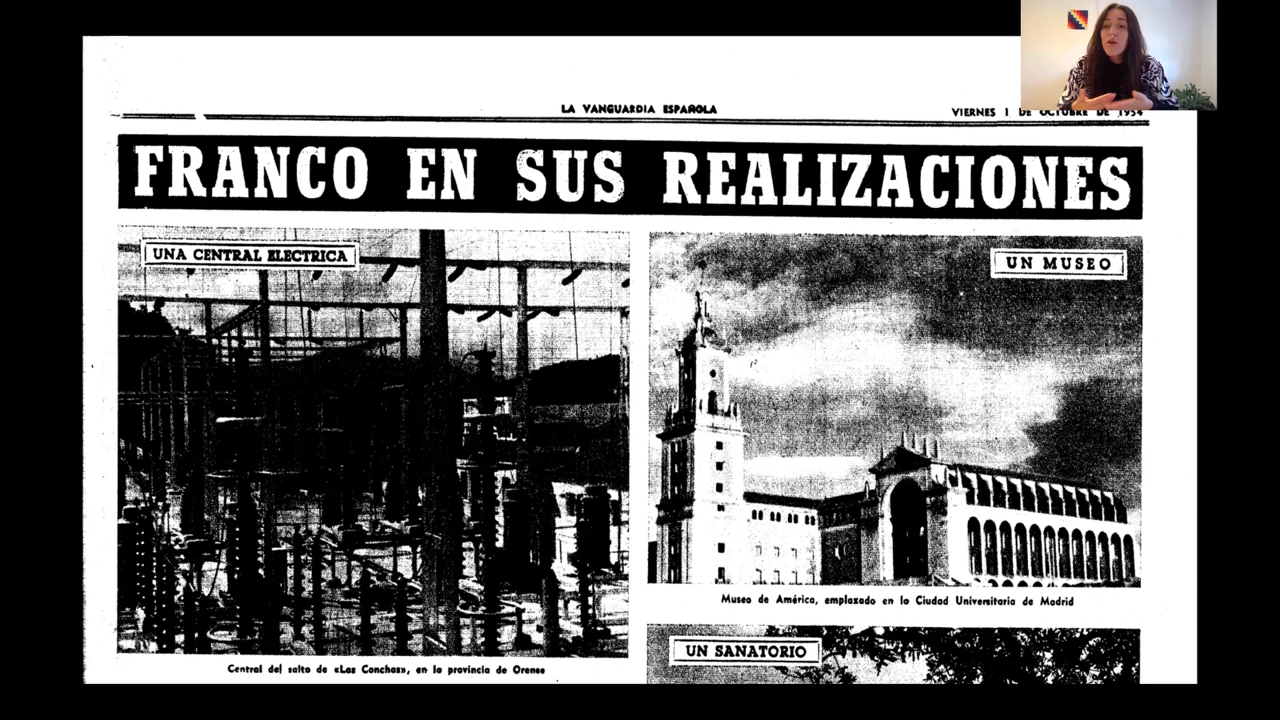 LA VANGUARDIA ESPAÑOLA
VIERNES 1 DE OCTUBRE DE 1954
FRANCO EN SUS REALIZACIONES
UNA CENTRAL ELECTRICA
UN MUSEO
Museo de América, emplazado en la Ciudad Universitaria de Madrid
Central del salto de «Las Conchas», en la provincia de Orense
UN SANATORIO